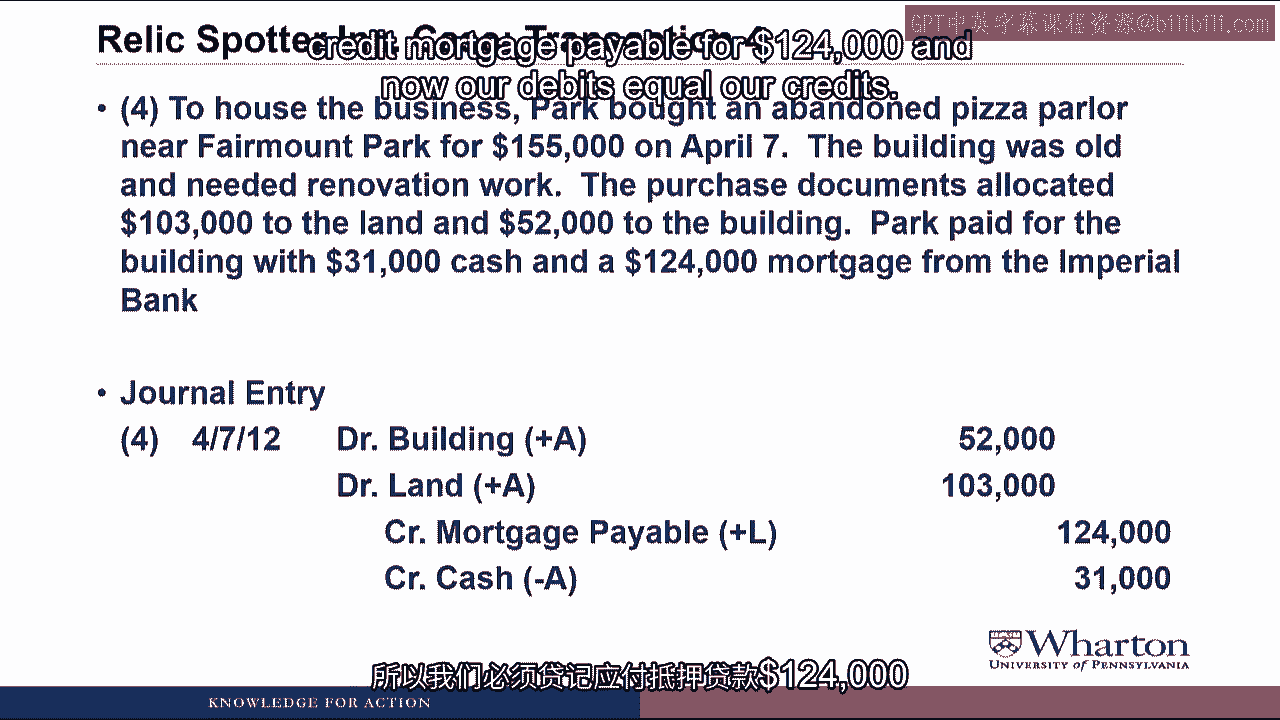 GPT中英字幕课程资源@bilibili.com
Relic Spotter
credit mortgage payable for $124,000 and
now our debits equal our credits.
• (4) To house the business, Park bought an abandoned pizza parlor
near Fairmount Park for $155,000 on April 7. The building was old
and needed renovation work. The purchase documents allocated
$103,000 to the land and $52,000 to the building. Park paid for the
building with $31,000 cash and a $124,000 mortgage from the Imperial
Bank
• Journal Entry
(4) 4/7/12 Dr. Building (+A) 52,000
Dr. Land (+A) 103,000
Cr. Mortgage Payable (+L) 124,000
Cr. Cash (-A) 31,000
Wharton
UNIVERSITY of PENNSYLVANIA
所以我们必须贷记应付抵押贷款$124,000
KNOWLEDGE FOR ACTION